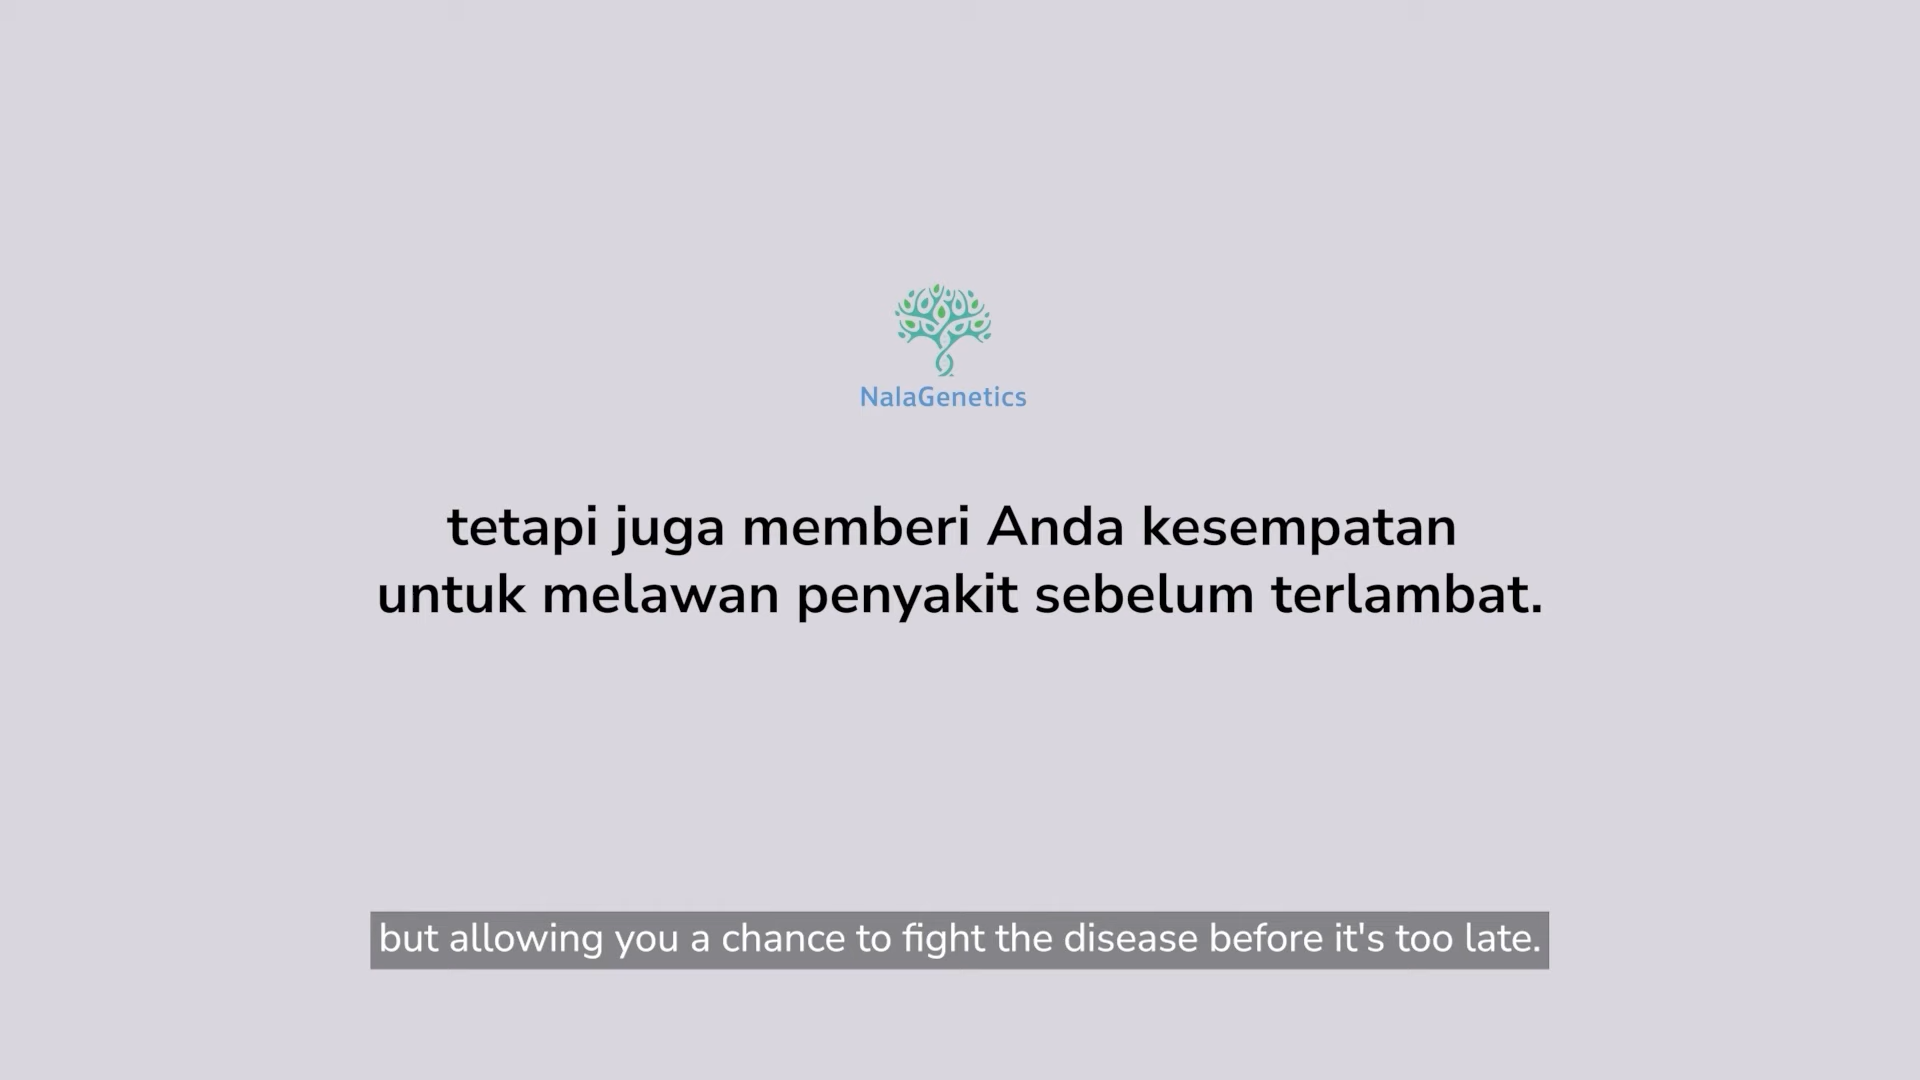 NalaGenetics
tetapi juga memberi Anda kesempatan
untuk melawan penyakit sebelum terlambat.
but allowing you a chance to fight the disease before it's too late.